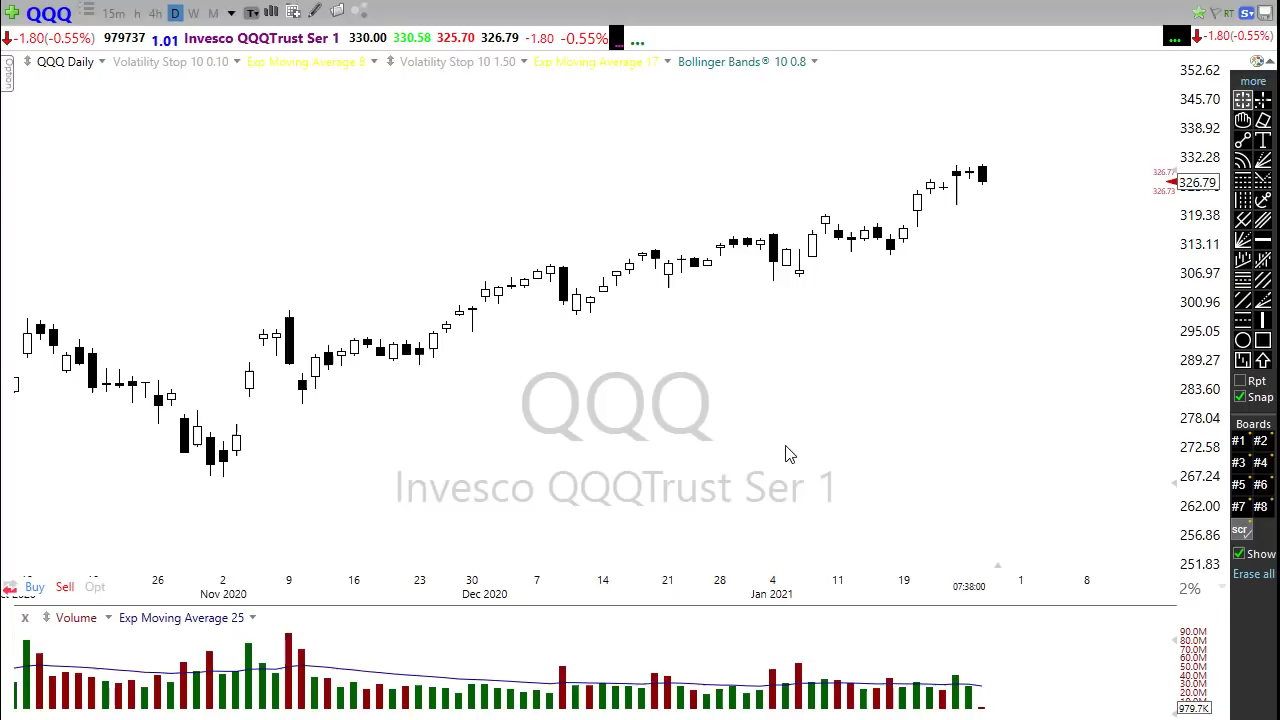 QQQ 15m h 4h D W M T RT S
-1.80(-0.55%) 979737 1.01 Invesco QQQTrust Ser 1 330.00 330.58 325.70 326.79 -1.80 -0.55% ... ... ... -1.80(-0.55%)
Option
QQQ Daily Volatility Stop 10 0.10 Exp Moving Average 8 Volatility Stop 10 1.50 Exp Moving Average 17 Bollinger Bands® 10 0.8
352.62
345.70
338.92
332.28
326.77
326.79
326.73
319.38
313.11
306.97
300.96
295.05
289.27
283.60
278.04
272.58
267.24
262.00
256.86
251.83
more
Rpt
Snap
Boards
#1 #2
#3 #4
#5 #6
#7 #8
scr
Show
Erase all
QQQ
Invesco QQQTrust Ser 1
26 2 9 16 23 30 7 14 21 28 4 11 19 07:38:00 1 8
Buy Sell Opt
Nov 2020 Dec 2020 Jan 2021
2%
x Volume Exp Moving Average 25
90.0M
80.0M
70.0M
60.0M
50.0M
40.0M
30.0M
20.0M
979.7K